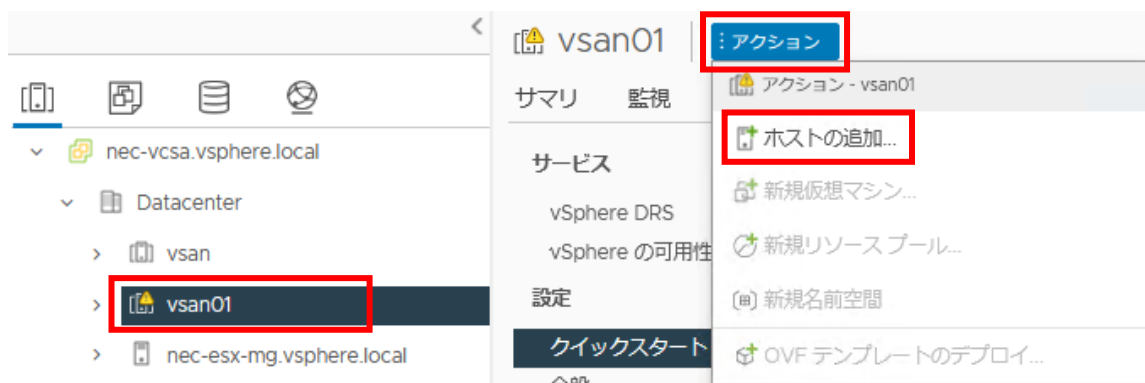 vsan01
アクション
サマリ 監視
アクション - vsan01
ホストの追加...
nec-vcsa.vsphere.local
サービス
Datacenter
新規仮想マシン...
vSphere DRS
vsan
vSphere の可用性
新規リソース プール...
vsan01
設定
新規名前空間
nec-esx-mg.vsphere.local
クイックスタート
OVF テンプレートのデプロイ...